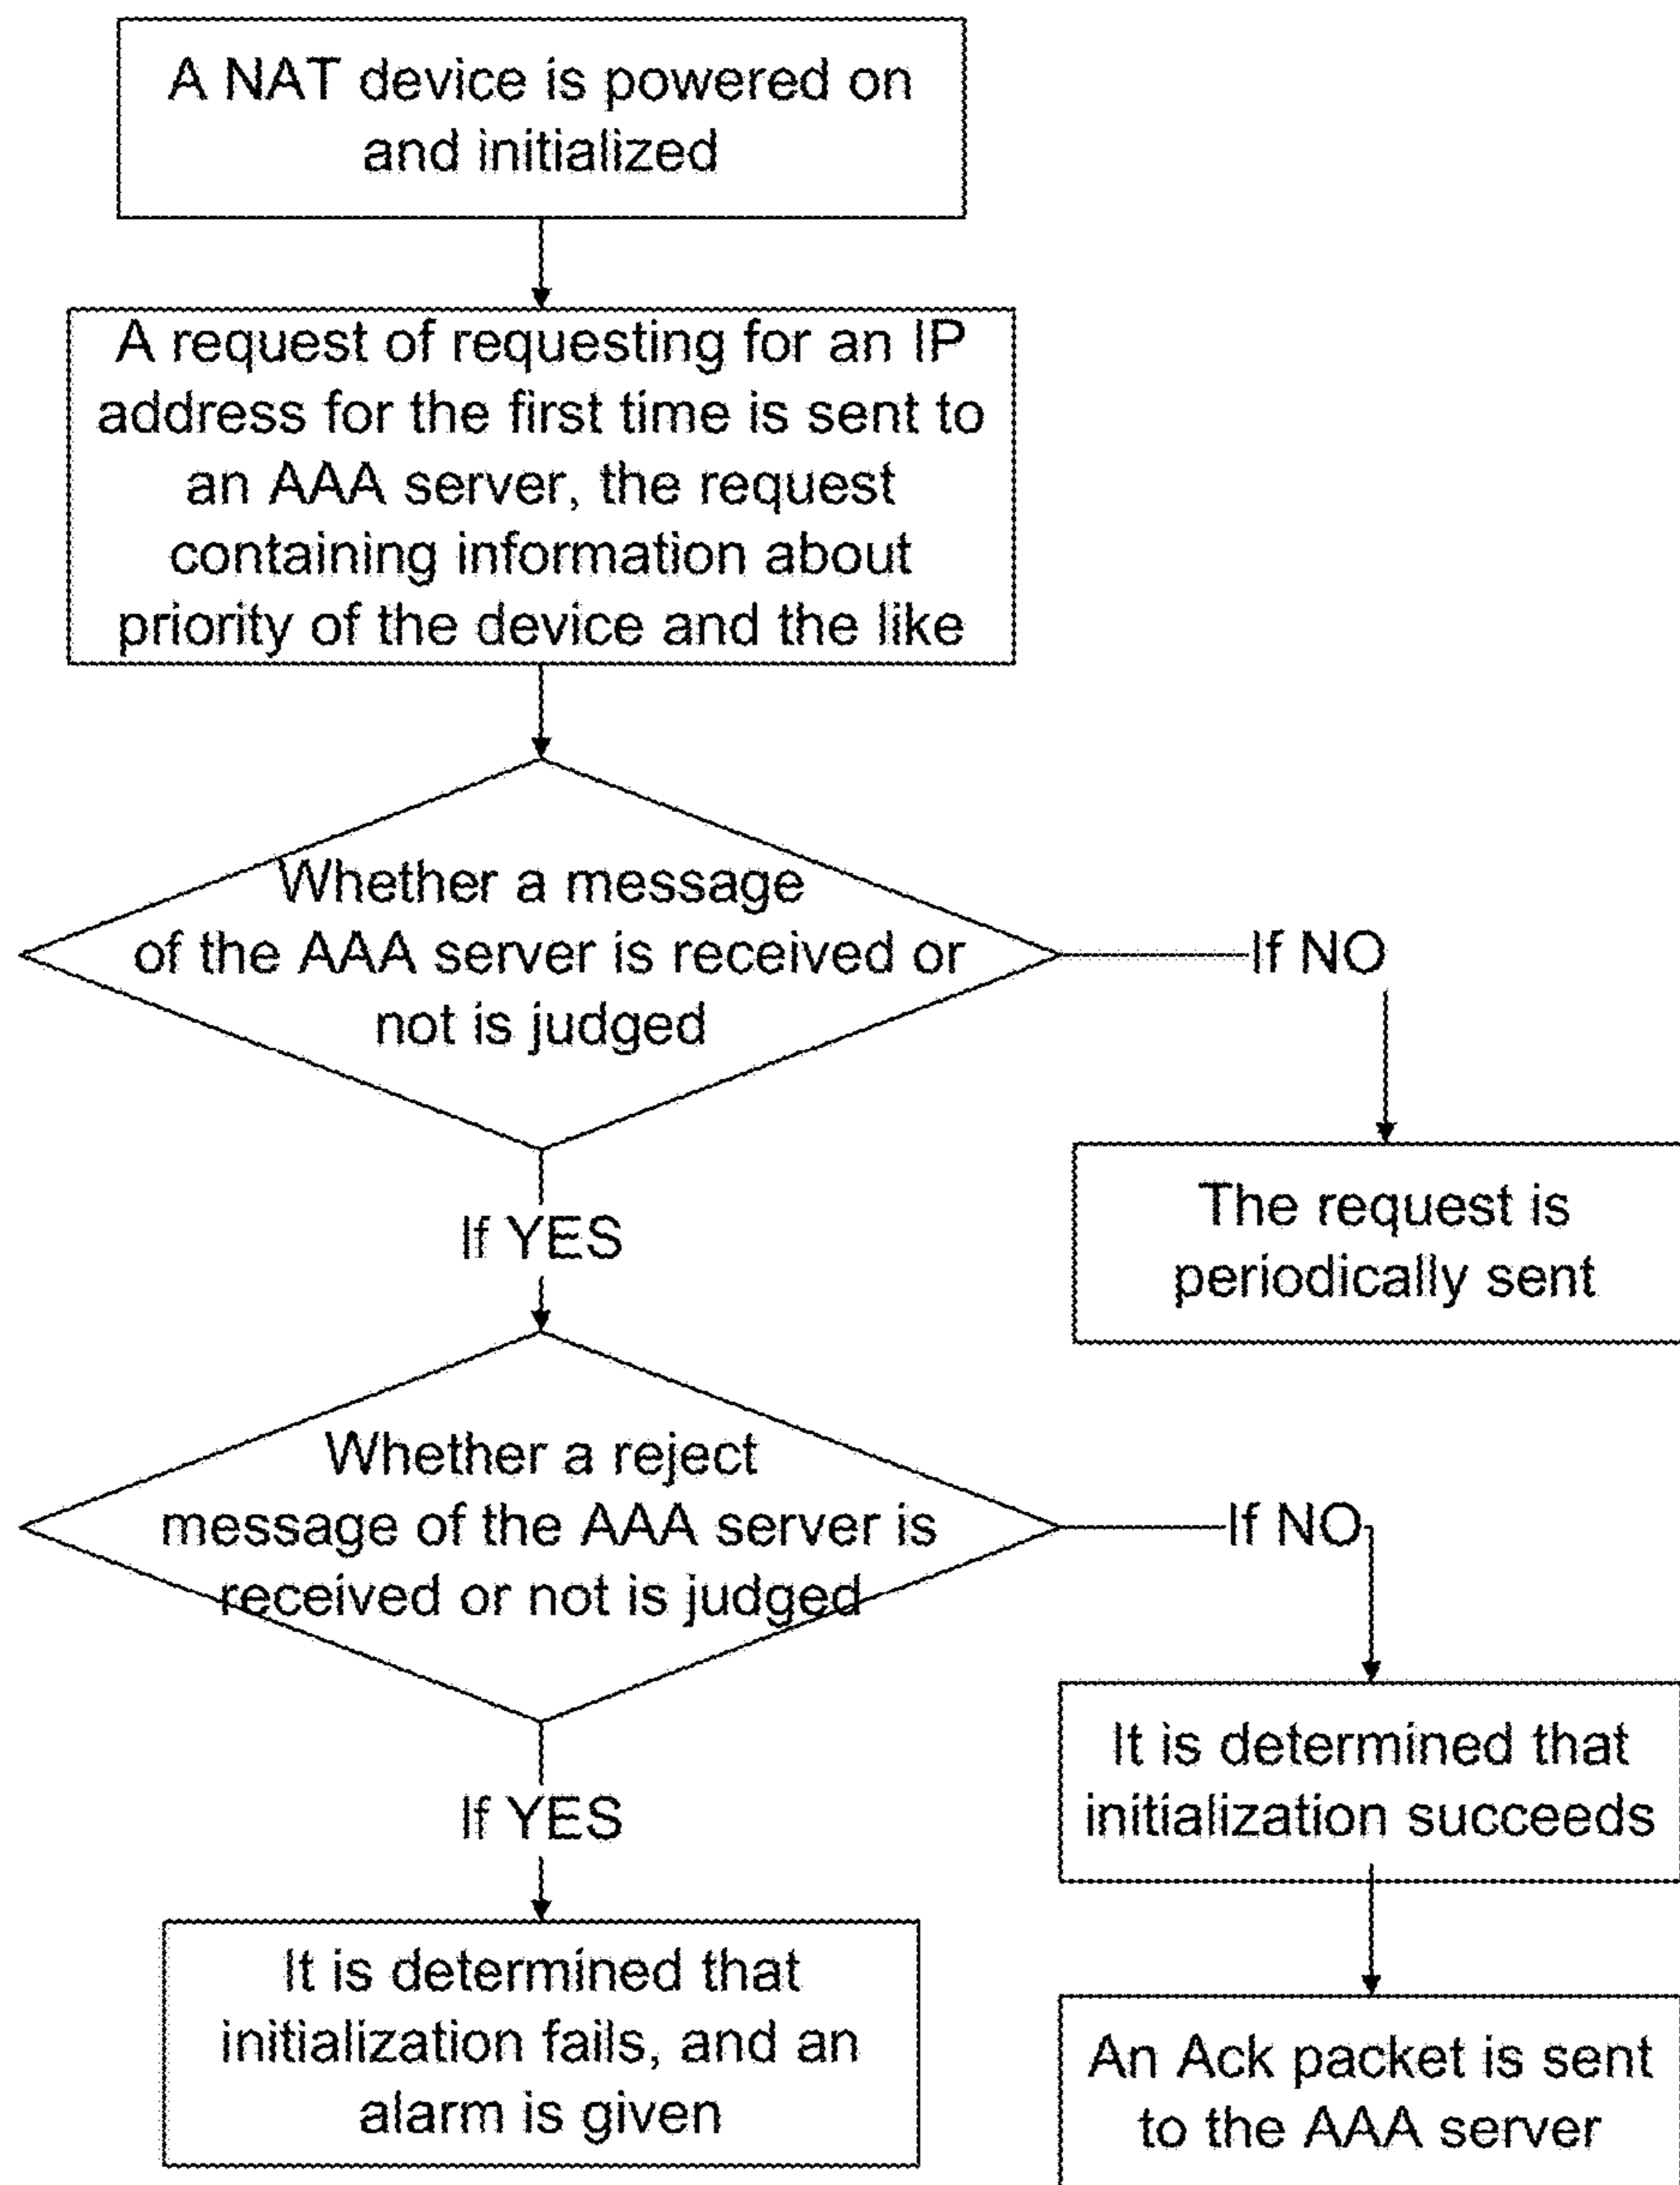 A NAT device is powered on
and initialized
A request of requesting for an IP
address for the first time is sent to
an AAA server, the request
containing information about
priority of the device and the like
Whether a message
of the AAA server is received or
not is judged
If NO
The request is
periodically sent
If YES
Whether a reject
message of the AAA server is
received or not is judged
If NO
It is determined that
initialization succeeds
If YES
It is determined that
initialization fails, and an
alarm is given
An Ack packet is sent
to the AAA server